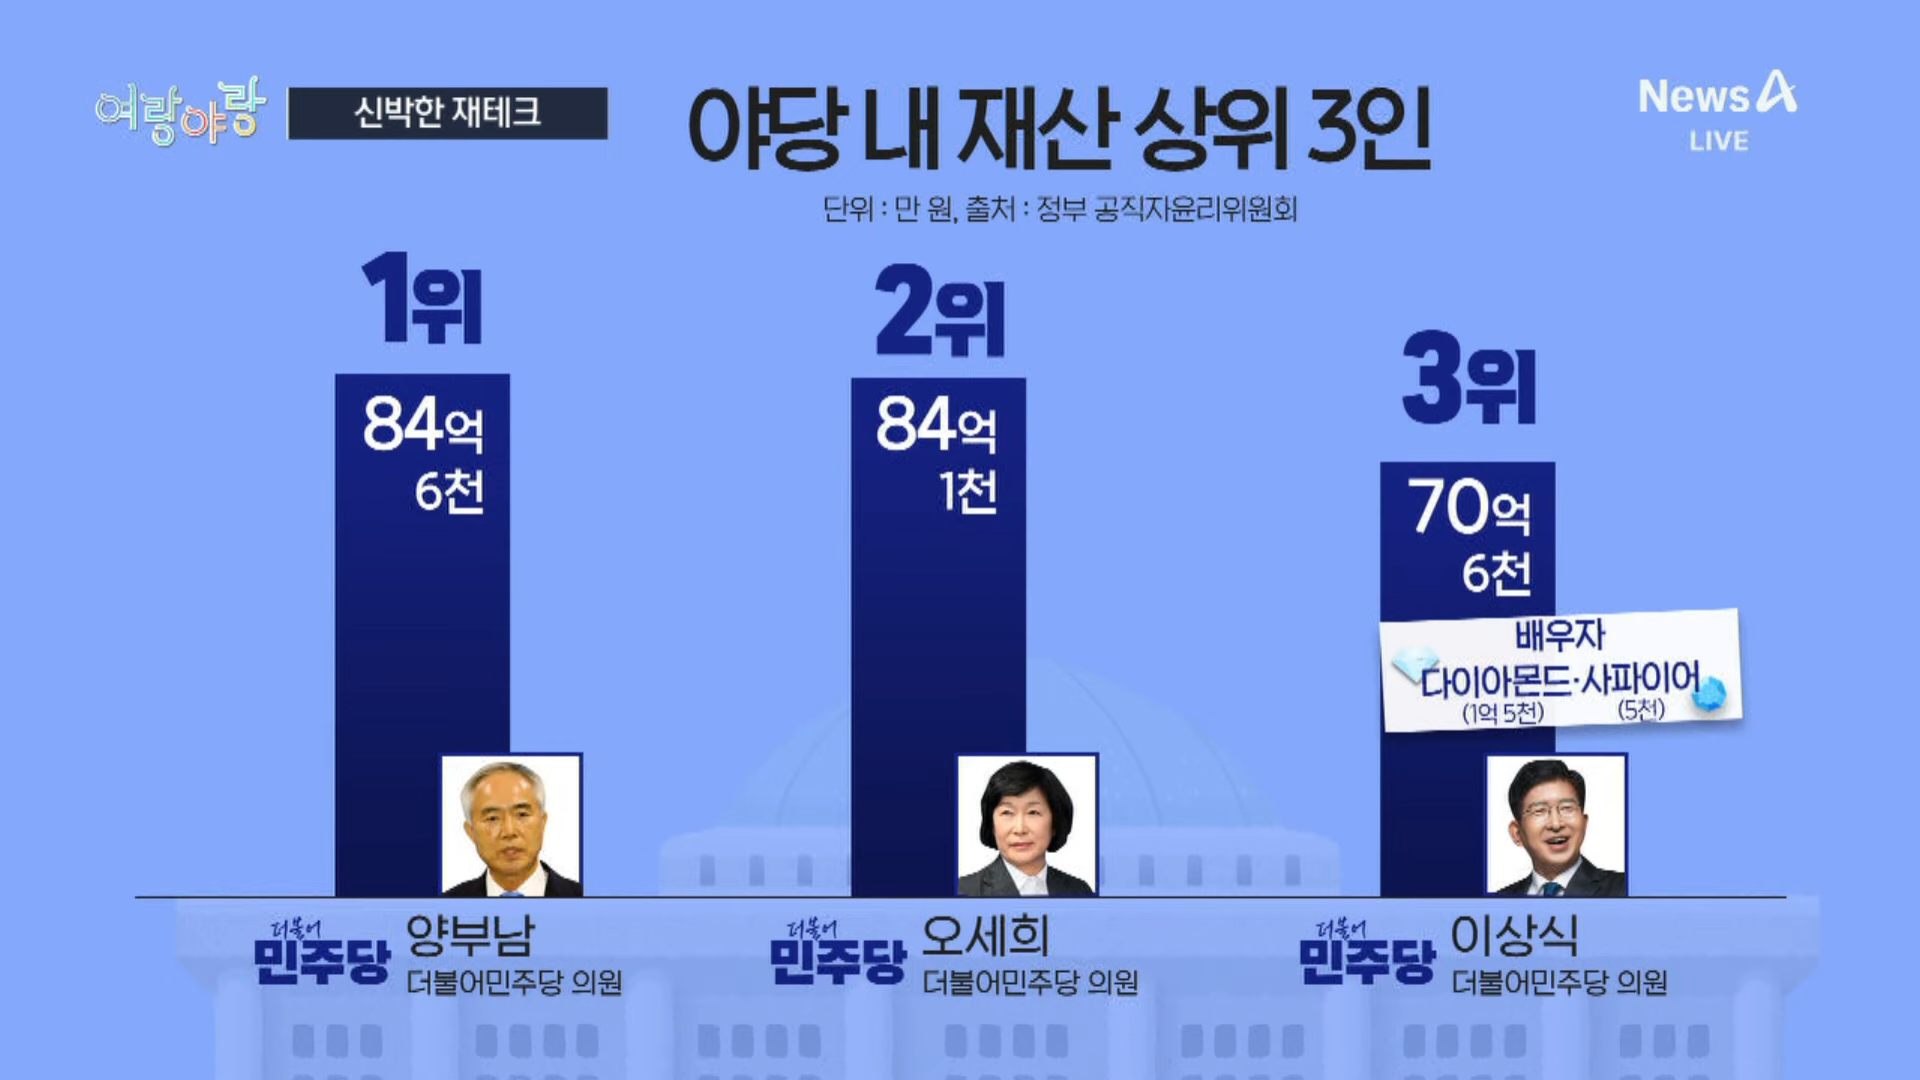 여랑야랑
신박한 재테크
야당 내 재산 상위 3인
News A
LIVE
단위 : 만 원, 출처 : 정부 공직자윤리위원회
1위
84억
6천
2위
84억
1천
3위
70억
6천
배우자
다이아몬드·사파이어
(1억 5천) (5천)
더불어
민주당
양부남
더불어민주당 의원
더불어
민주당
오세희
더불어민주당 의원
더불어
민주당
이상식
더불어민주당 의원